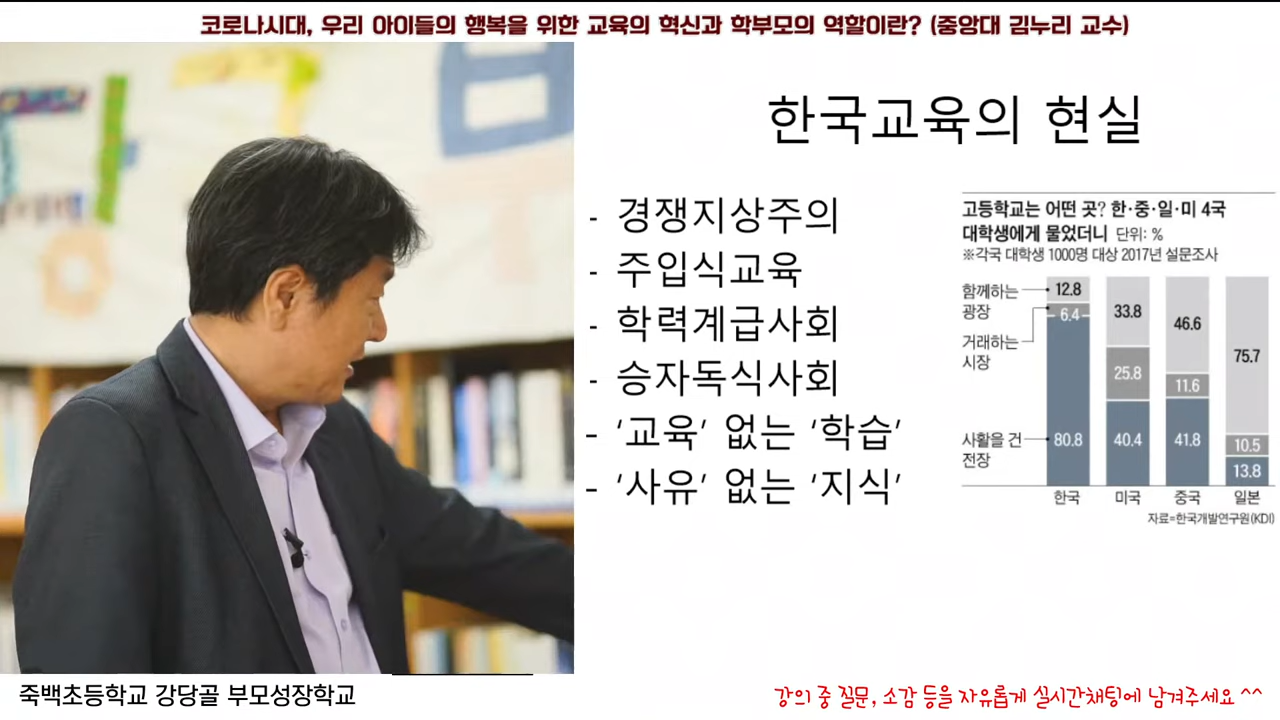 코로나시대, 우리 아이들의 행복을 위한 교육의 혁신과 학부모의 역할이란? (중앙대 김누리 교수)
한국교육의 현실
- 경쟁지상주의
- 주입식교육
- 학력계급사회
- 승자독식사회
- ‘교육’ 없는 ‘학습’
- ‘사유’ 없는 ‘지식’
고등학교는 어떤 곳? 한·중·일·미 4국
대학생에게 물었더니 단위: %
※각국 대학생 1000명 대상 2017년 설문조사
함께하는
광장
거래하는
시장
사활을 건
전장
12.8
6.4
80.8
33.8
25.8
40.4
46.6
11.6
41.8
75.7
10.5
13.8
한국 미국 중국 일본
자료=한국개발연구원(KDI)
죽백초등학교 강당골 부모성장학교
강의 중 질문, 소감 등을 자유롭게 실시간채팅에 남겨주세요 ^^